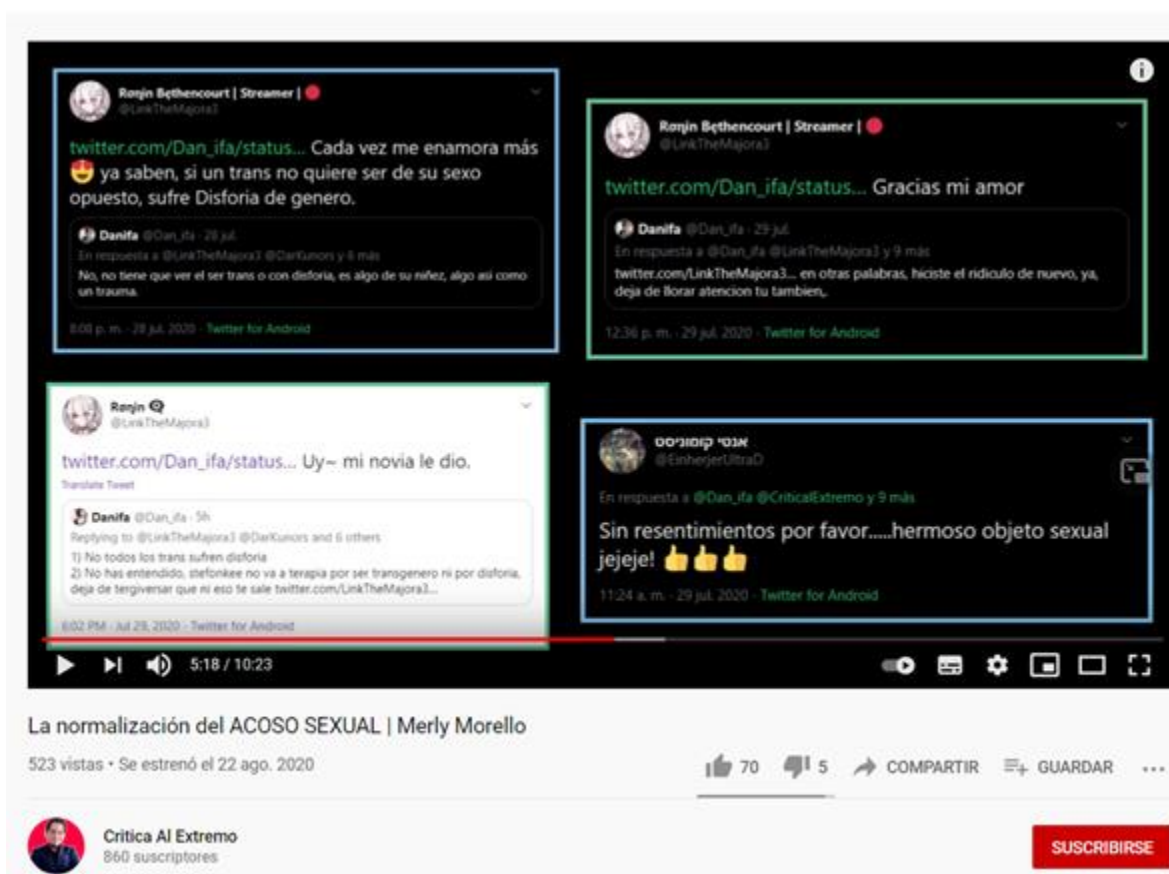 Rønjn Bęthencourt | Streamer | 🔴
@LinkTheMajora3
twitter.com/Dan_ifa/status... Cada vez me enamora más
😍 ya saben, si un trans no quiere ser de su sexo
opuesto, sufre Disforia de genero.
Danifa @Dan_ifa · 28 jul.
En respuesta a @LinkTheMajora3 @DarKunors y 6 más
No, no tiene que ver el ser trans o con disforia, es algo de su niñez, algo asi como
un trauma.
8:00 p. m. · 28 jul. 2020 · Twitter for Android
Rønjn Bęthencourt | Streamer | 🔴
@LinkTheMajora3
twitter.com/Dan_ifa/status... Gracias mi amor
Danifa @Dan_ifa · 29 jul.
En respuesta a @Dan_ifa @LinkTheMajora3 y 9 más
twitter.com/LinkTheMajora3... en otras palabras, hiciste el ridiculo de nuevo, ya,
deja de llorar atencion tu tambien,.
12:36 p. m. · 29 jul. 2020 · Twitter for Android
Rønjn
@LinkTheMajora3
twitter.com/Dan_ifa/status... Uy~ mi novia le dio.
Translate Tweet
Danifa @Dan_ifa · 5h
Replying to @LinkTheMajora3 @DarKunors and 6 others
1) No todos los trans sufren disforia
2) No has entendido, stefonkee no va a terapia por ser transgenero ni por disforia,
deja de tergiversar que ni eso te sale twitter.com/LinkTheMajora3...
6:02 PM · Jul 29, 2020 · Twitter for Android
אנטי קומוניסט
@EinherjerUltraD
En respuesta a @Dan_ifa @CriticalExtremo y 9 más
Sin resentimientos por favor.....hermoso objeto sexual
jejeje! 👍👍👍
11:24 a. m. · 29 jul. 2020 · Twitter for Android
5:18 / 10:23
La normalización del ACOSO SEXUAL | Merly Morello
523 vistas • Se estrenó el 22 ago. 2020
70 5 COMPARTIR GUARDAR
Critica Al Extremo
860 suscriptores
SUSCRIBIRSE